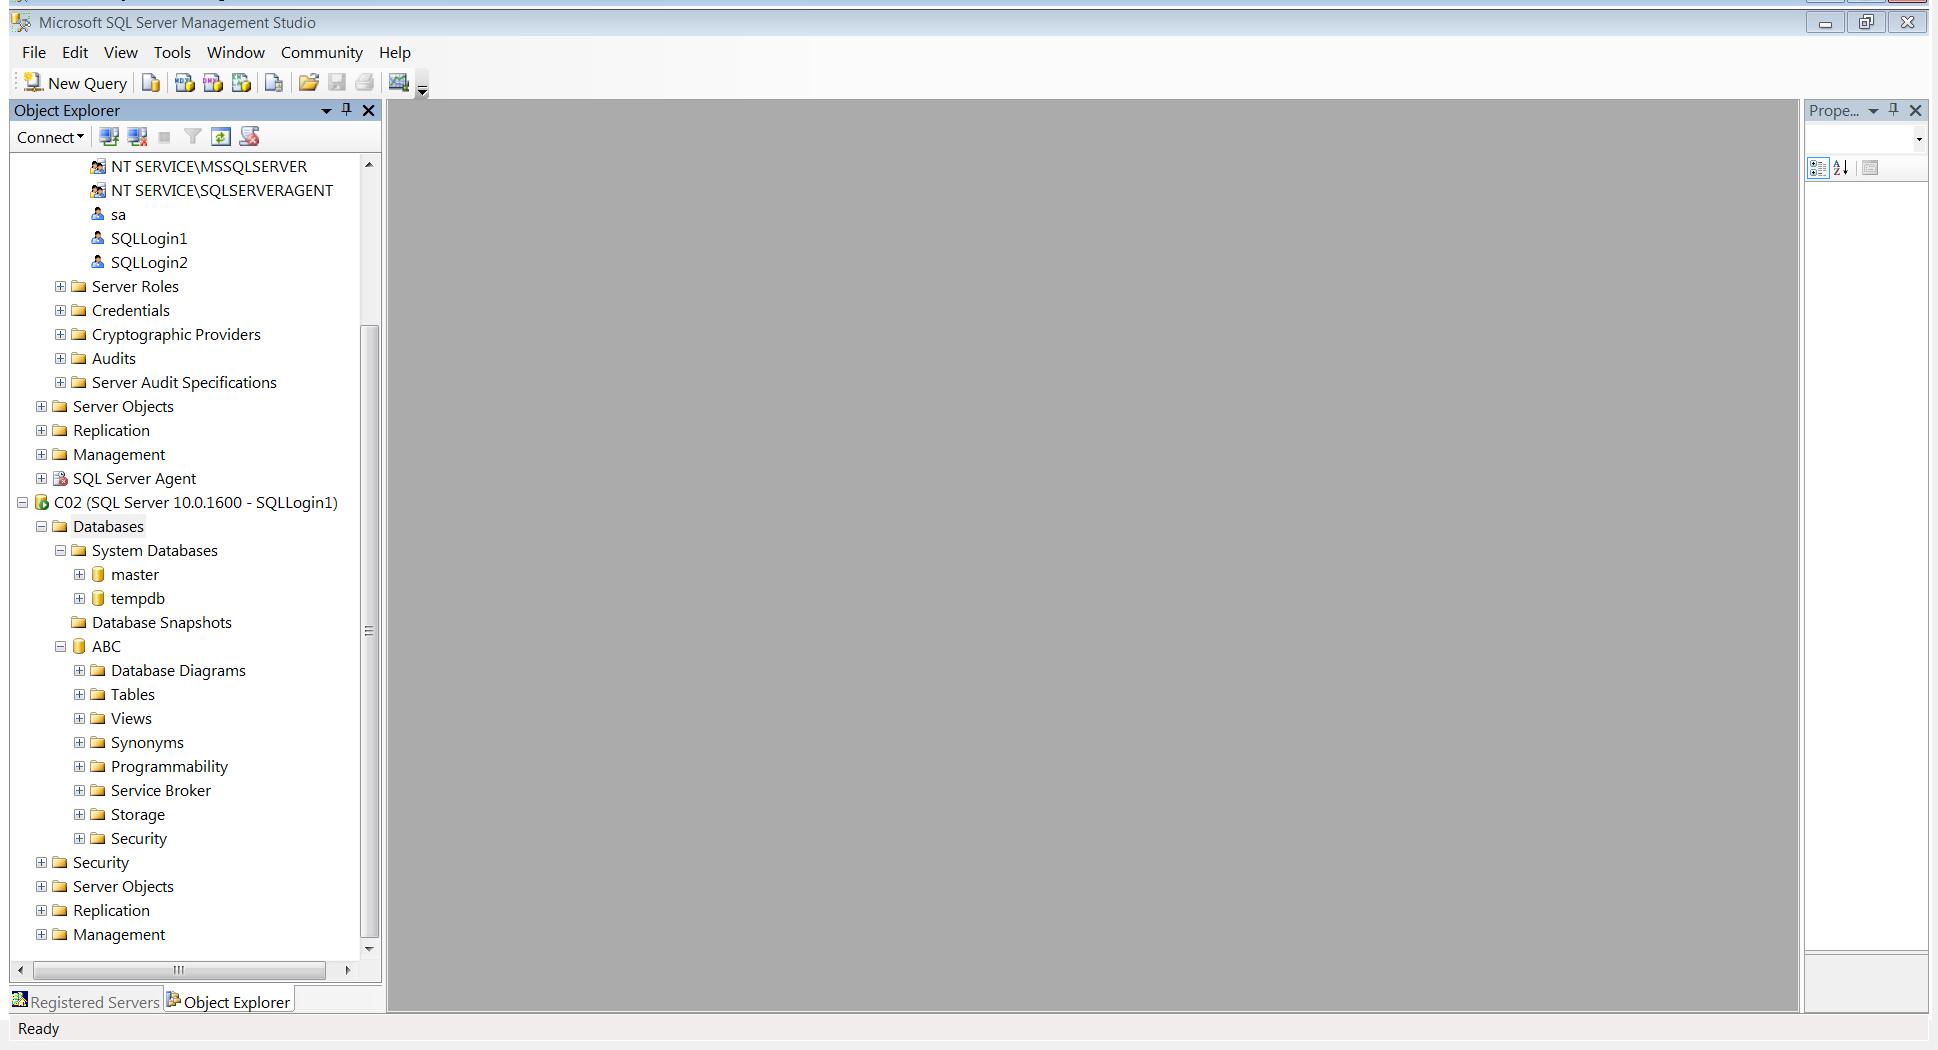 Microsoft SQL Server Management Studio
File Edit View Tools Window Community Help
New Query
Object Explorer
Prope...
Connect
NT SERVICE\MSSQLSERVER
NT SERVICE\SQLSERVERAGENT
sa
SQLLogin1
SQLLogin2
Server Roles
Credentials
Cryptographic Providers
Audits
Server Audit Specifications
Server Objects
Replication
Management
SQL Server Agent
C02 (SQL Server 10.0.1600 - SQLLogin1)
Databases
System Databases
master
tempdb
Database Snapshots
ABC
Database Diagrams
Tables
Views
Synonyms
Programmability
Service Broker
Storage
Security
Security
Server Objects
Replication
Management
Registered Servers
Object Explorer
Ready